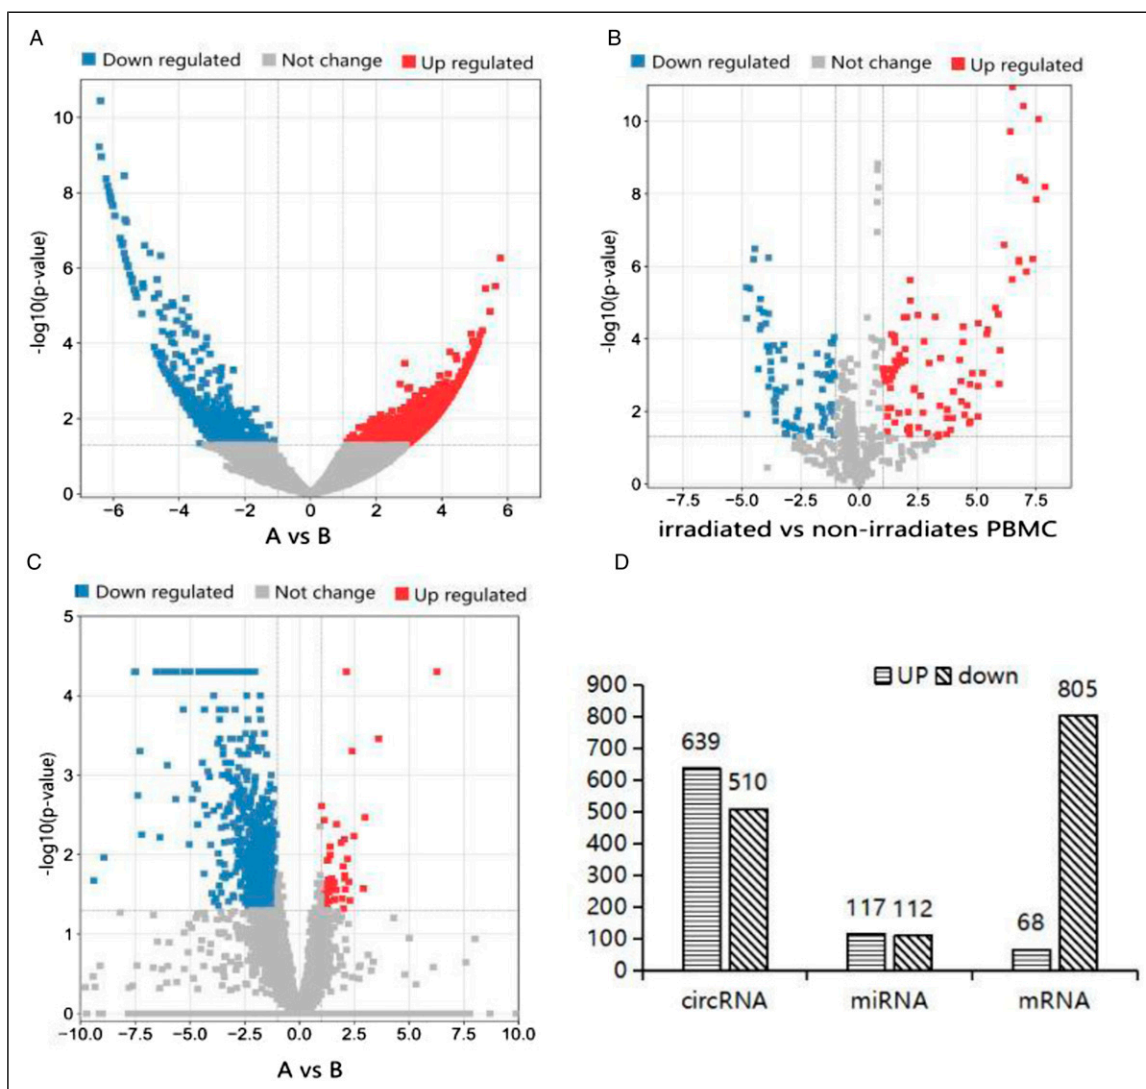 A
Down regulated Not change Up regulated
-log10(p-value)
10
8
6
4
2
0
−6 −4 −2 0 2 4 6
A vs B
B
Down regulated Not change Up regulated
-log10(p-value)
10
8
6
4
2
0
−7.5 −5.0 −2.5 0.0 2.5 5.0 7.5
irradiated vs non-irradiates PBMC
C
Down regulated Not change Up regulated
-log10(p-value)
5
4
3
2
1
0
−10.0 −7.5 −5.0 −2.5 0.0 2.5 5.0 7.5 10.0
A vs B
D
UP down
900
800
700
600
500
400
300
200
100
0
639 510
117 112
68 805
circRNA miRNA mRNA